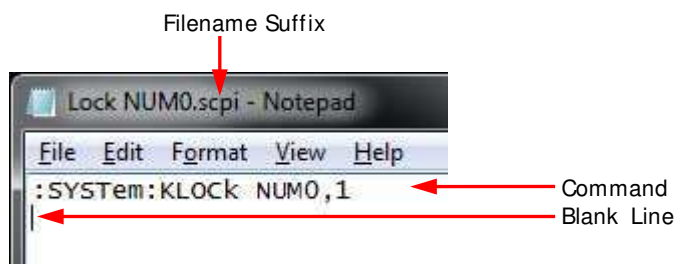 Filename Suffix
Lock NUM0.scpi - Notepad
File Edit Format View Help
:SYSTem:KLOCk NUM0,1
Command
Blank Line